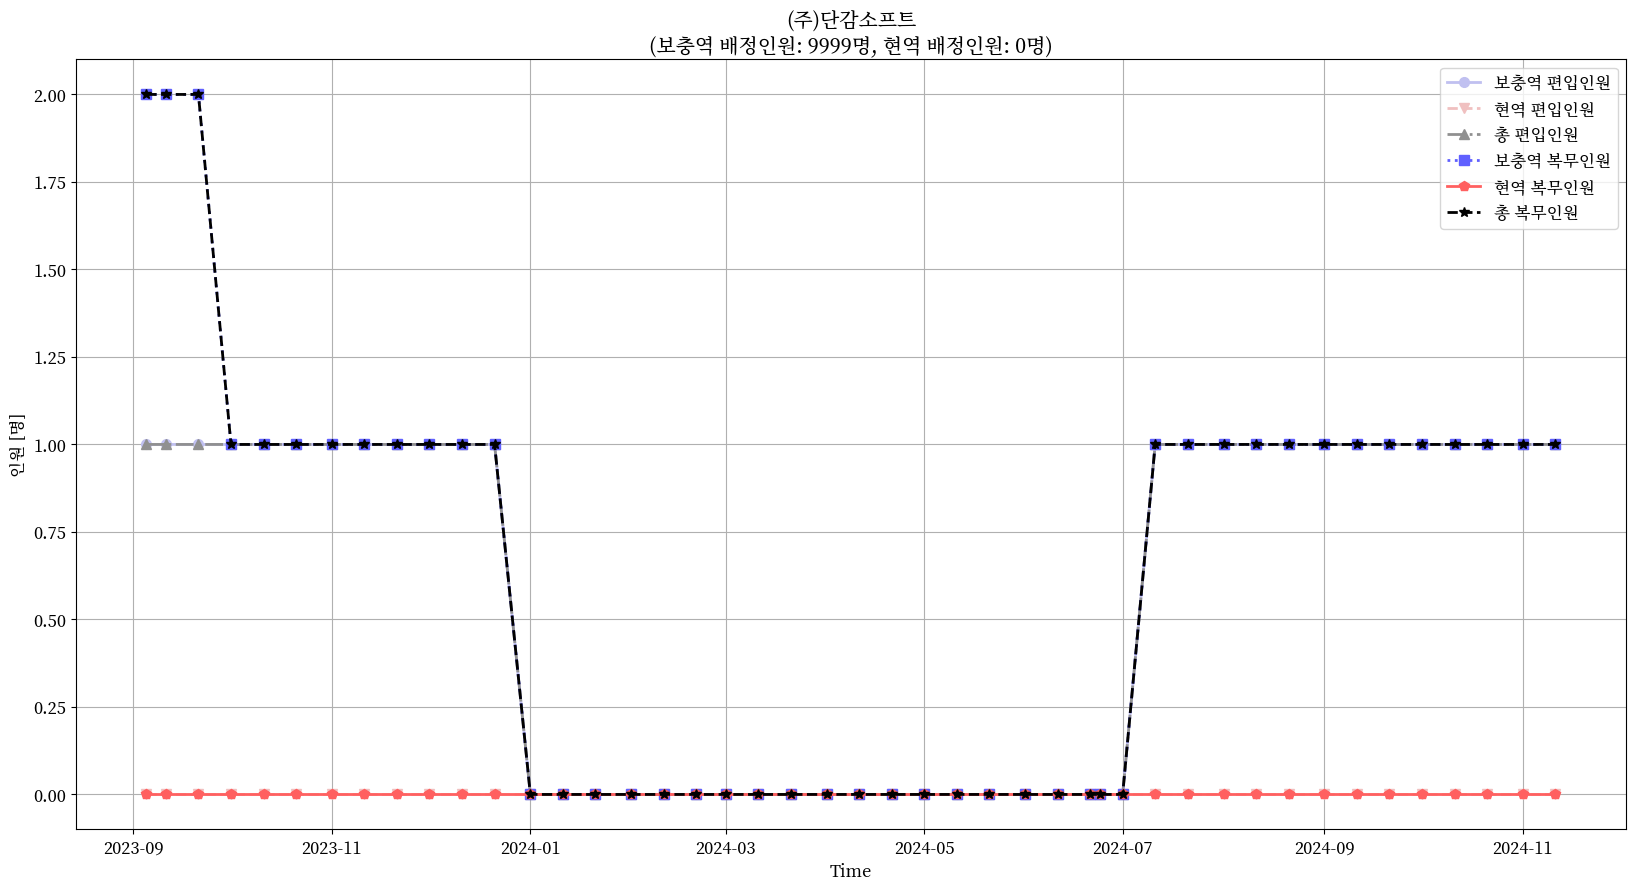 (주)단감소프트
(보충역 배정인원: 9999명, 현역 배정인원: 0명)
보충역 편입인원
현역 편입인원
총 편입인원
보충역 복무인원
현역 복무인원
총 복무인원
인원 [명]
2.00
1.75
1.50
1.25
1.00
0.75
0.50
0.25
0.00
2023-09
2023-11
2024-01
2024-03
2024-05
2024-07
2024-09
2024-11
Time